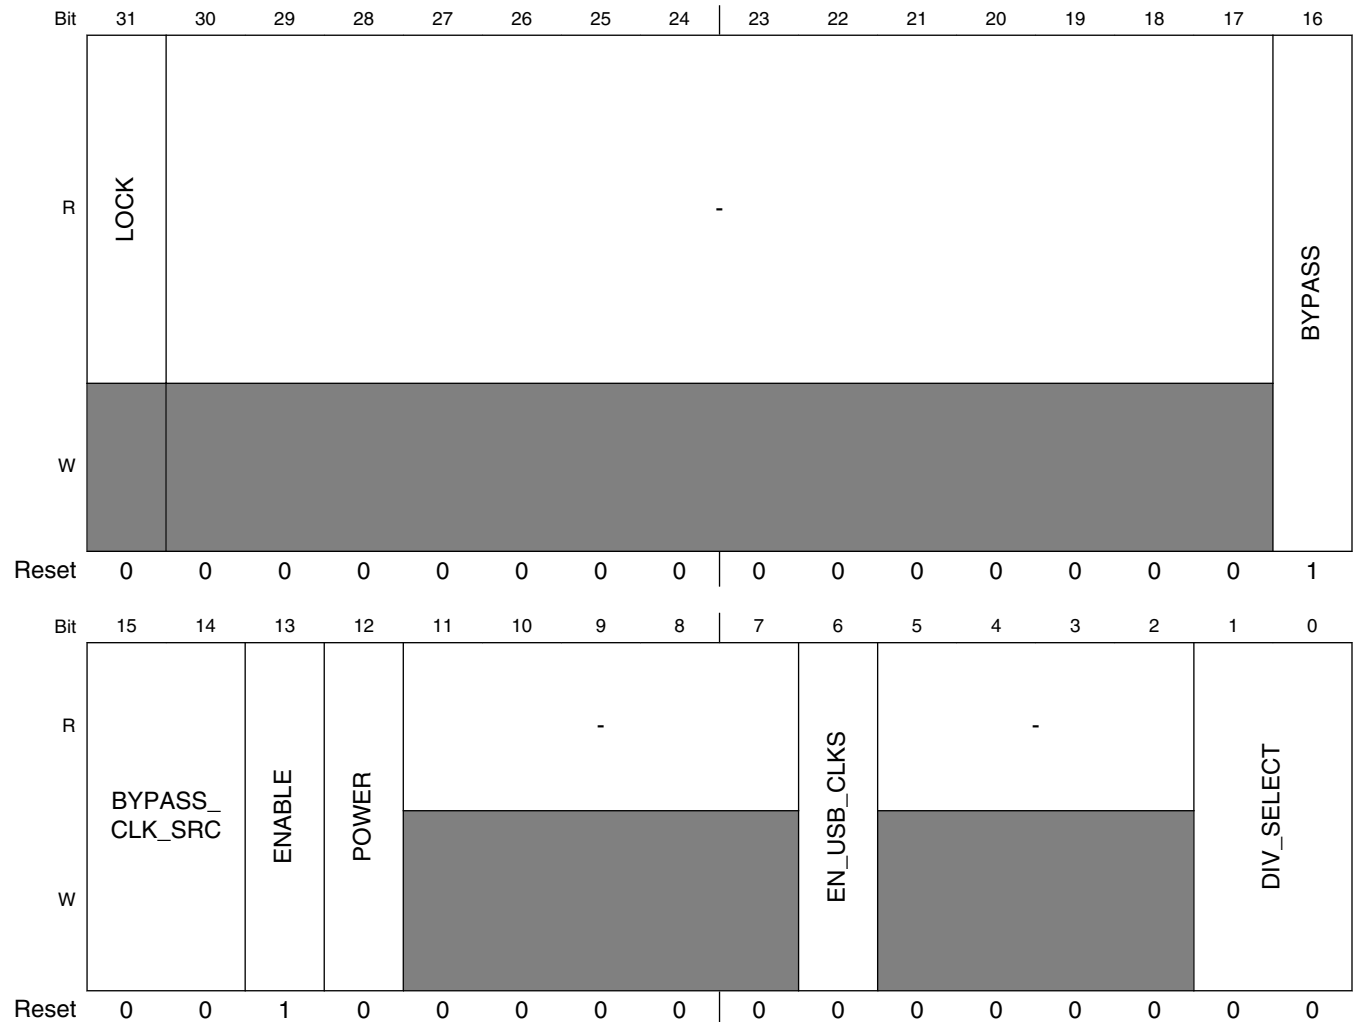 Bit 31 30 29 28 27 26 25 24 23 22 21 20 19 18 17 16
R LOCK - BYPASS
W
Reset 0 0 0 0 0 0 0 0 0 0 0 0 0 0 0 1
Bit 15 14 13 12 11 10 9 8 7 6 5 4 3 2 1 0
R - -
BYPASS_
CLK_SRC ENABLE POWER EN_USB_CLKS DIV_SELECT
W
Reset 0 0 1 0 0 0 0 0 0 0 0 0 0 0 0 0